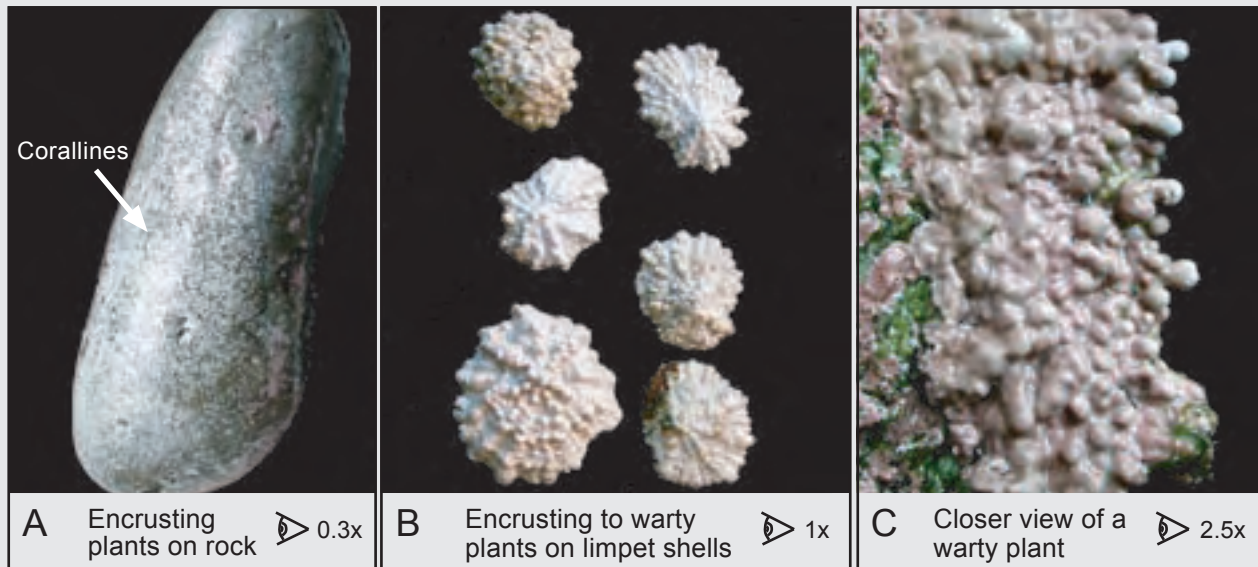 Corallines
A Encrusting
plants on rock 0.3x
B Encrusting to warty
plants on limpet shells 1x
C Closer view of a
warty plant 2.5x